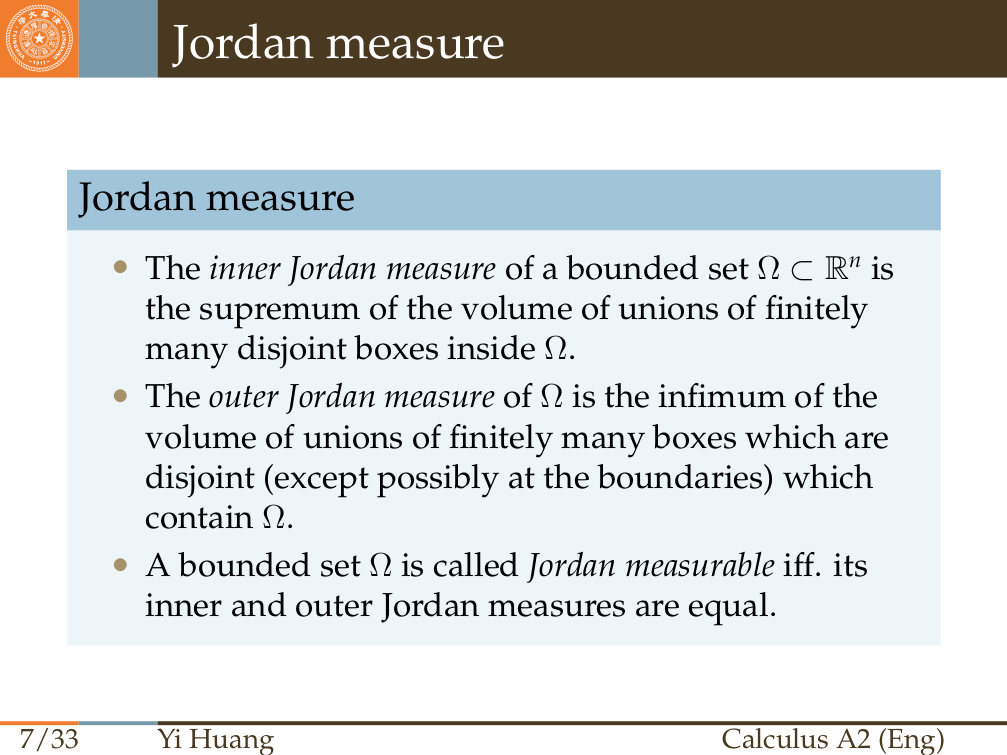 Jordan measure
Jordan measure
• The inner Jordan measure of a bounded set Ω ⊂ ℝⁿ is
the supremum of the volume of unions of finitely
many disjoint boxes inside Ω.
• The outer Jordan measure of Ω is the infimum of the
volume of unions of finitely many boxes which are
disjoint (except possibly at the boundaries) which
contain Ω.
• A bounded set Ω is called Jordan measurable iff. its
inner and outer Jordan measures are equal.
7/33 Yi Huang Calculus A2 (Eng)